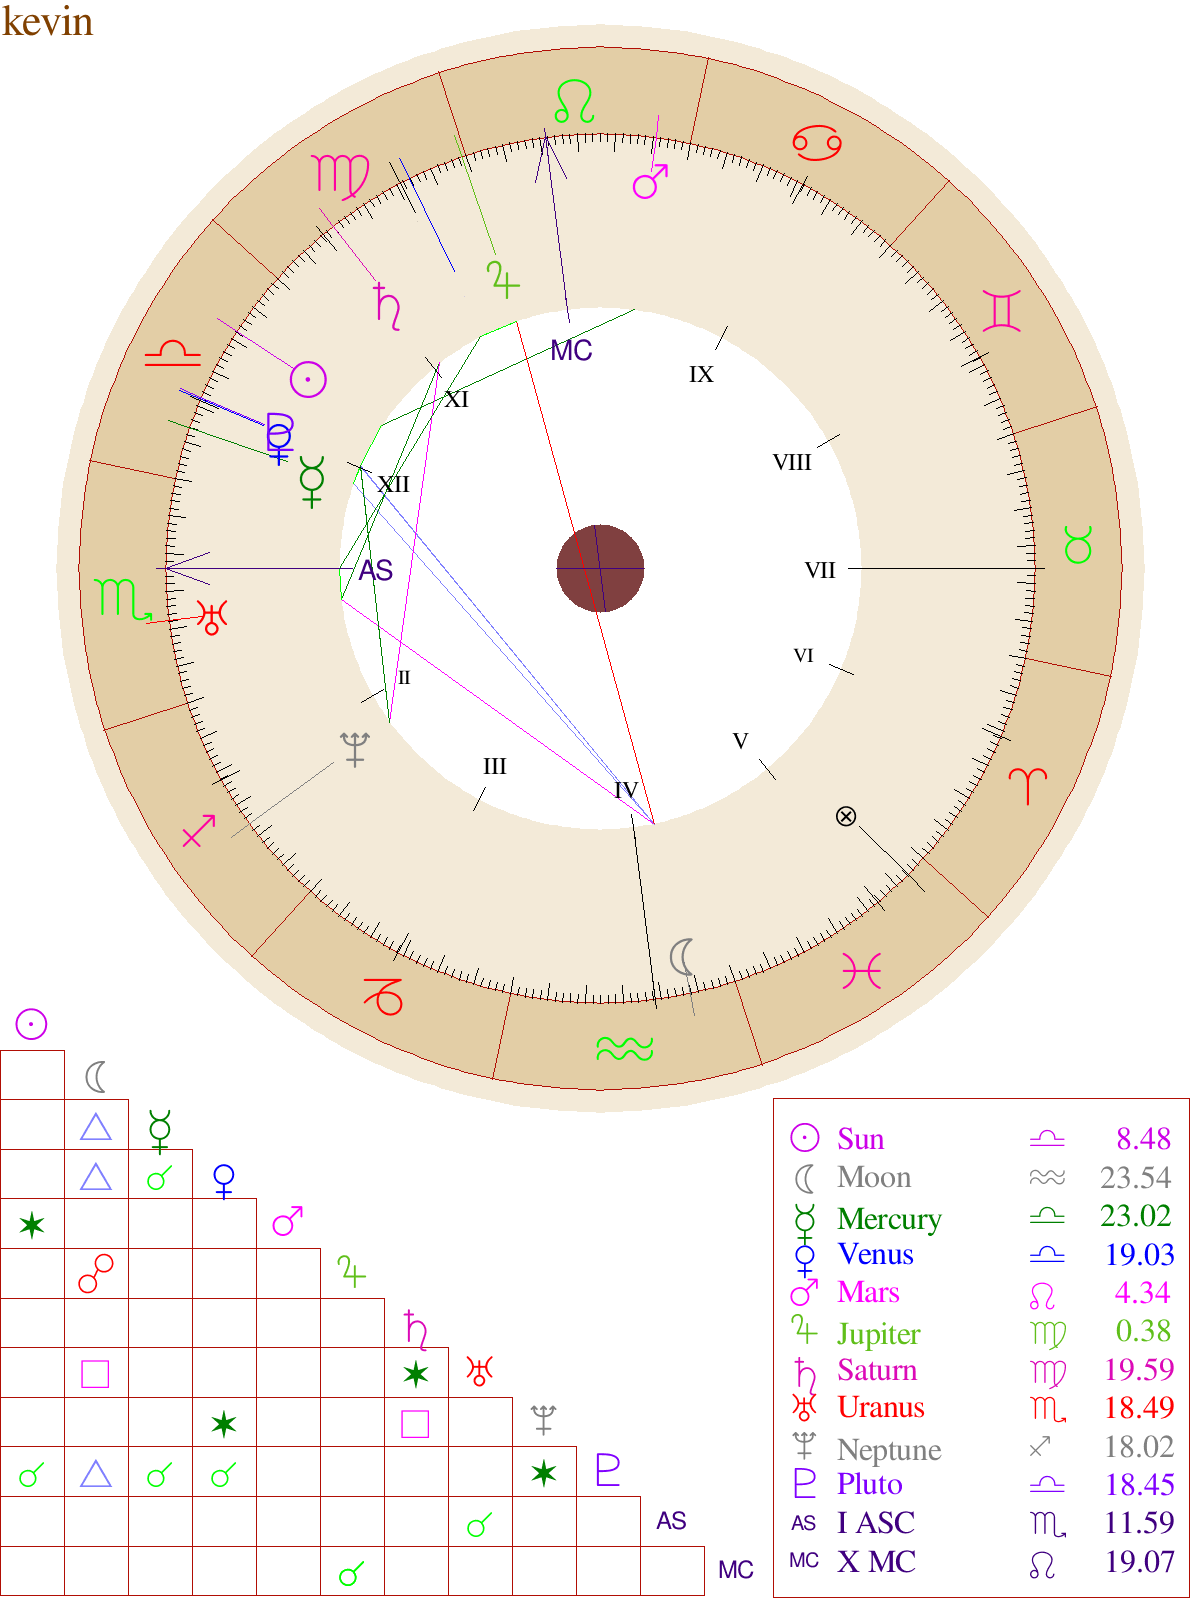 kevin
MC
IX
XI
VIII
XII
AS
VII
VI
II
V
III
IV
AS
MC
☉ Sun ♎ 8.48
☾ Moon ♒ 23.54
☿ Mercury ♎ 23.02
♀ Venus ♎ 19.03
♂ Mars ♌ 4.34
♃ Jupiter ♍ 0.38
♄ Saturn ♍ 19.59
♅ Uranus ♏ 18.49
♆ Neptune ♐ 18.02
♇ Pluto ♎ 18.45
AS I ASC ♏ 11.59
MC X MC ♌ 19.07